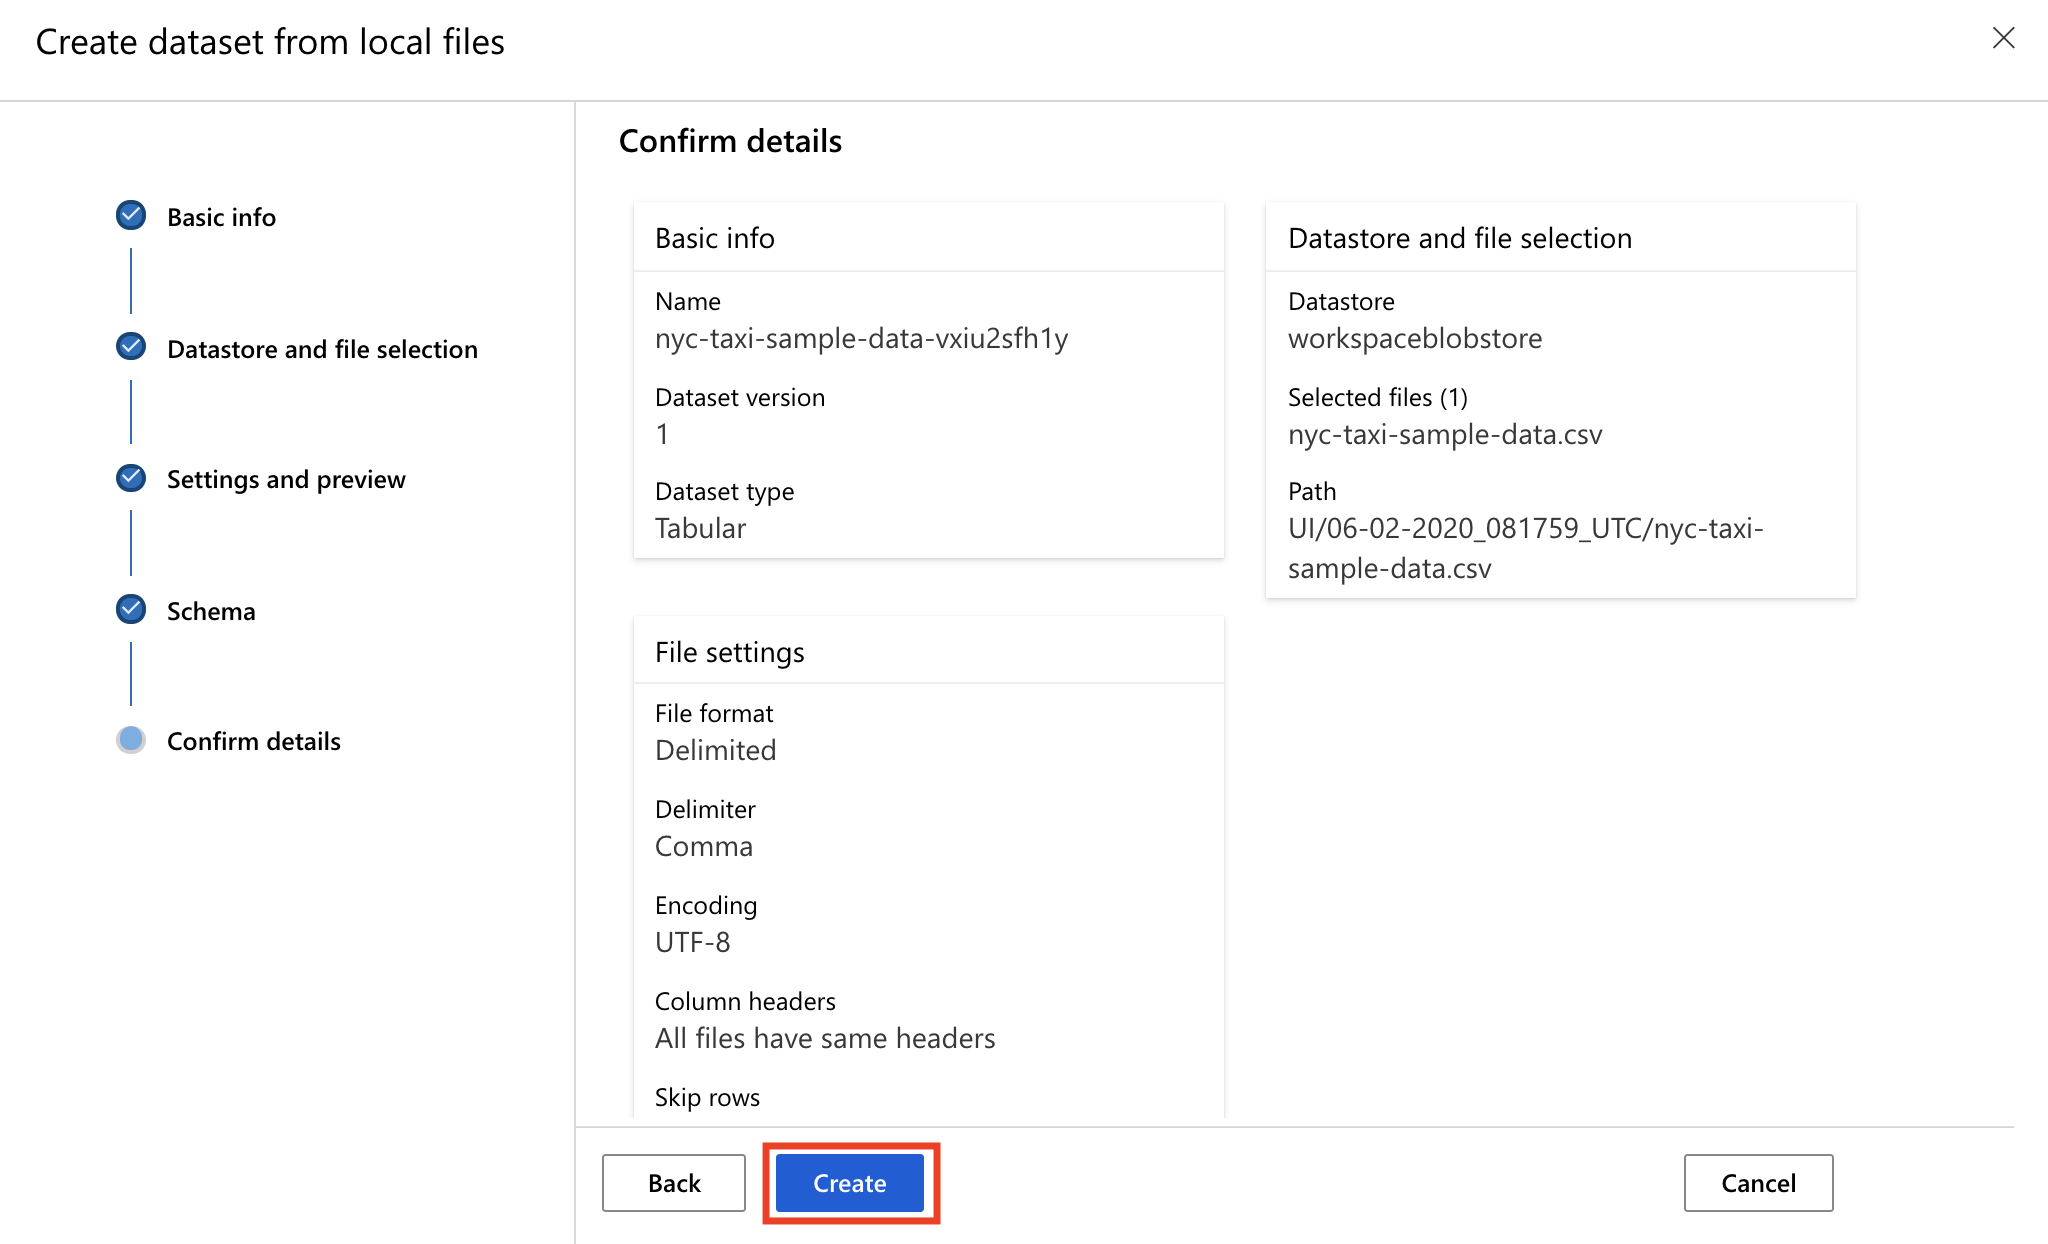 Create dataset from local files
Basic info
Datastore and file selection
Settings and preview
Schema
Confirm details
Confirm details
Basic info
Name
nyc-taxi-sample-data-vxiu2sfh1y
Dataset version
1
Dataset type
Tabular
Datastore and file selection
Datastore
workspaceblobstore
Selected files (1)
nyc-taxi-sample-data.csv
Path
UI/06-02-2020_081759_UTC/nyc-taxi-
sample-data.csv
File settings
File format
Delimited
Delimiter
Comma
Encoding
UTF-8
Column headers
All files have same headers
Skip rows
Back
Create
Cancel